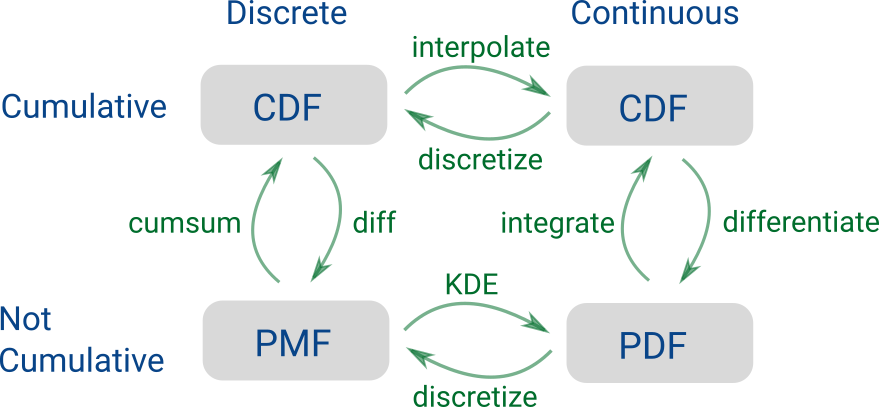 Discrete
Continuous
interpolate
Cumulative
CDF
CDF
discretize
cumsum
diff
integrate
differentiate
KDE
Not
Cumulative
PMF
PDF
discretize